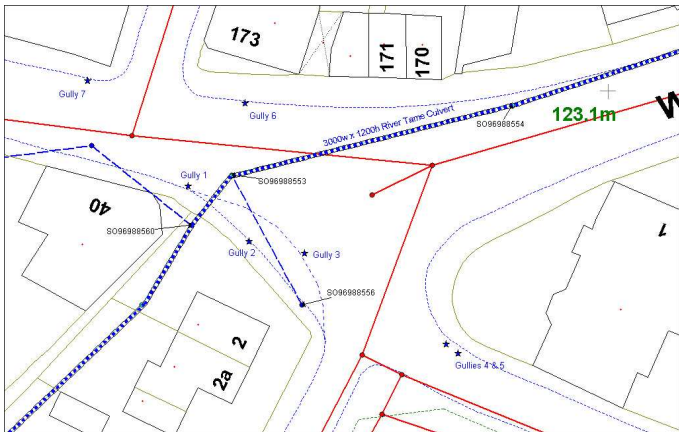 173
171
170
Gully 7
Gully 6
3000w x 1200h River Tame Culvert
SO96988554
123.1m
W
Gully 1
SO96988553
40
SO96988560
Gully 2
Gully 3
1
SO96988556
2
2a
Gullies 4 & 5